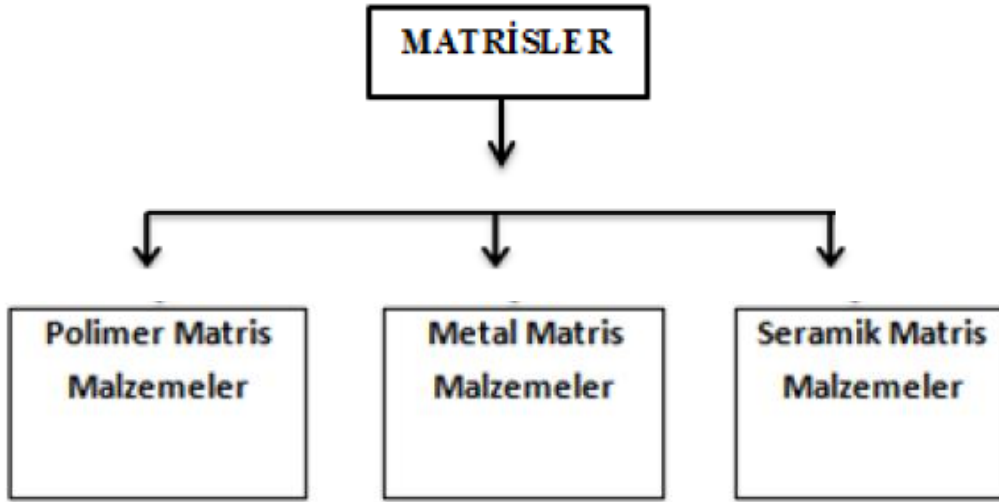 MATRİSLER
Polimer Matris
Malzemeler
Metal Matris
Malzemeler
Seramik Matris
Malzemeler